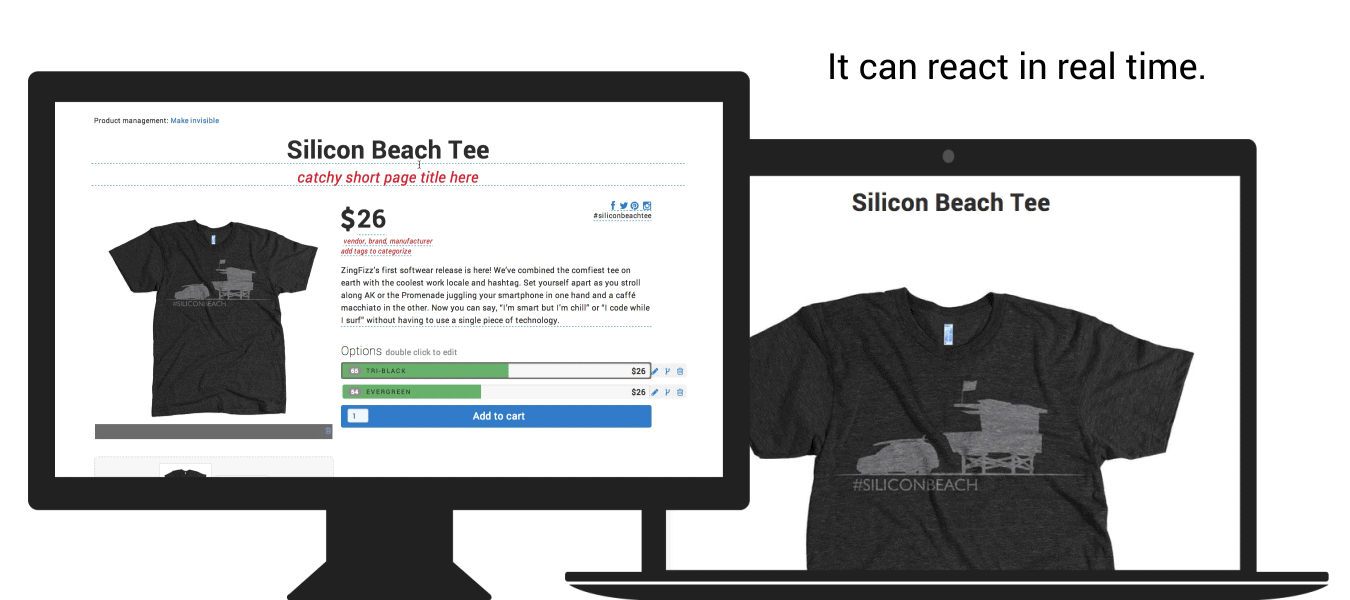 It can react in real time.
Product management: Make invisible
Silicon Beach Tee
catchy short page title here
$26
#siliconbeachtee
vendor, brand, manufacturer
add tags to categorize
ZingFizz's first softwear release is here! We've combined the comfiest tee on
earth with the coolest work locale and hashtag. Set yourself apart as you stroll
along AK or the Promenade juggling your smartphone in one hand and a caffé
macchiato in the other. Now you can say, “I'm smart but I'm chill” or “I code while
I surf” without having to use a single piece of technology.
Options double click to edit
65 TRI-BLACK $26
54 EVERGREEN $26
1 Add to cart
#SILICONBEACH
Silicon Beach Tee
#SILICONBEACH